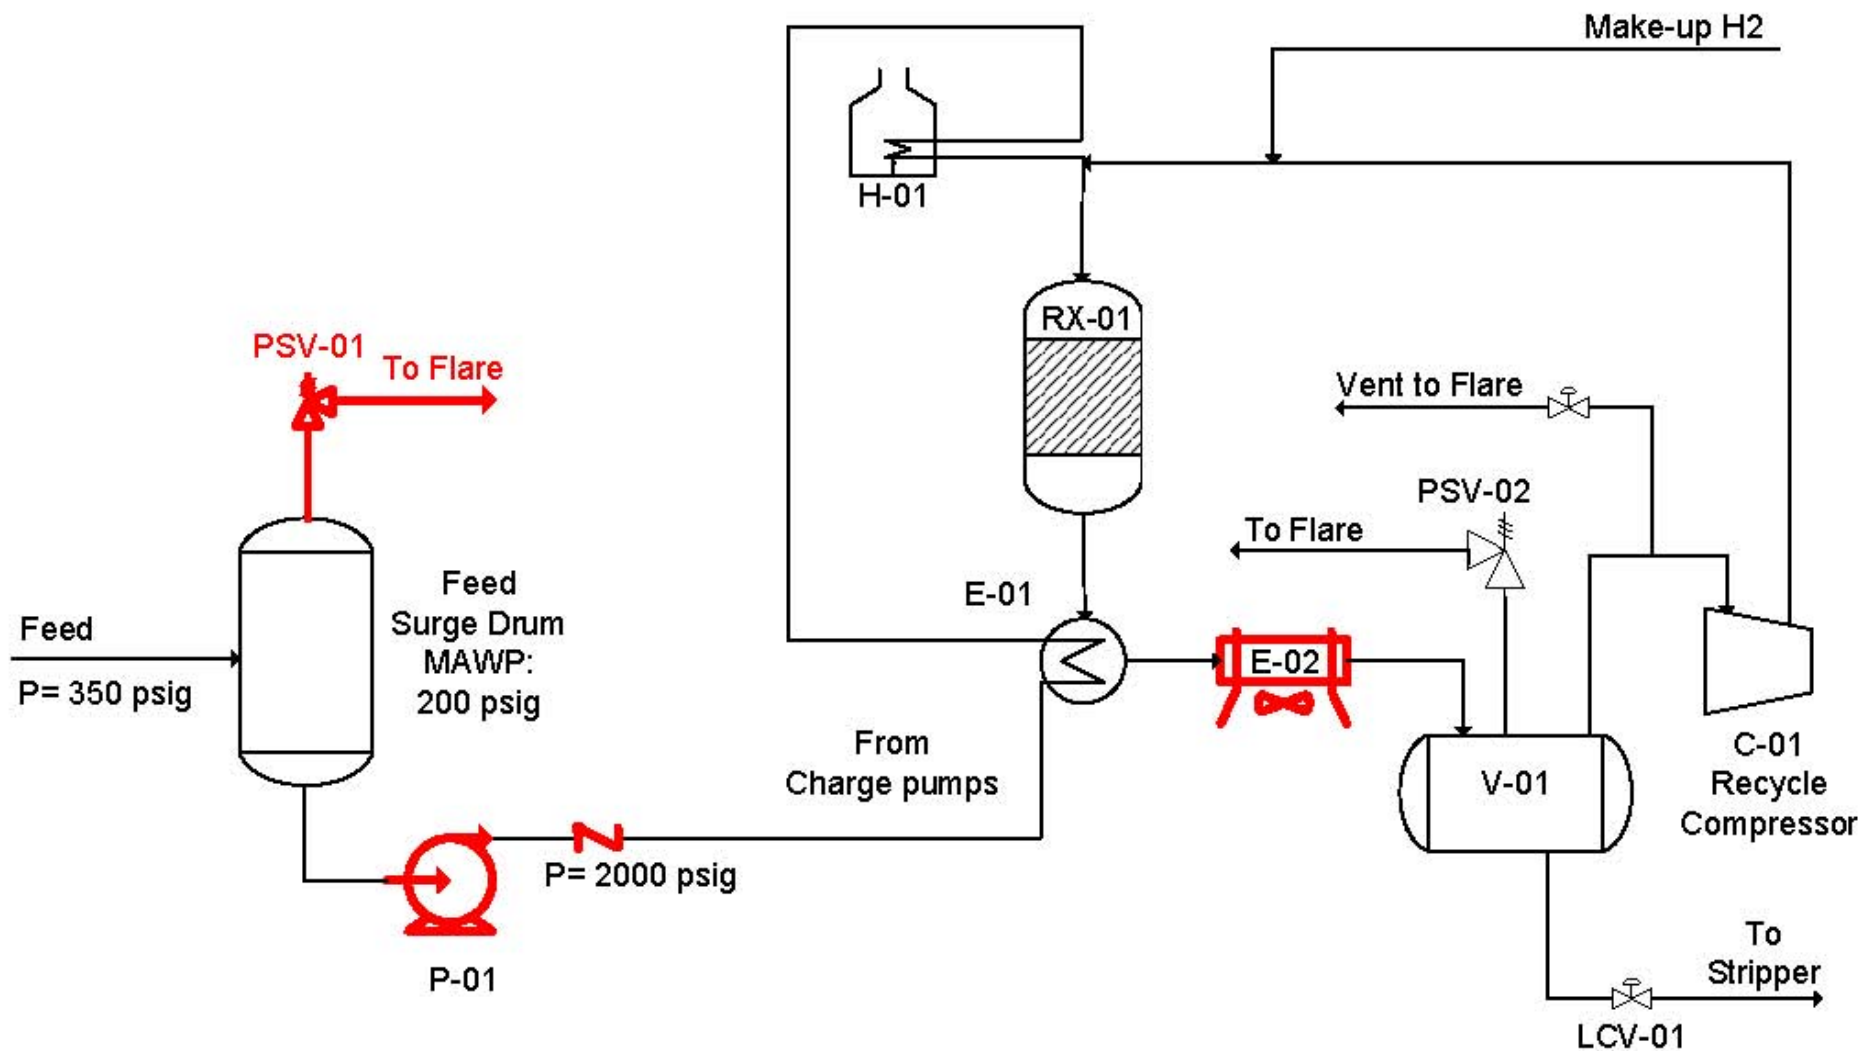 Make-up H2
H-01
RX-01
PSV-01
To Flare
Vent to Flare
PSV-02
To Flare
Feed
P= 350 psig
Feed
Surge Drum
MAWP:
200 psig
E-01
E-02
From
Charge pumps
V-01
C-01
Recycle
Compressor
P= 2000 psig
P-01
To
Stripper
LCV-01